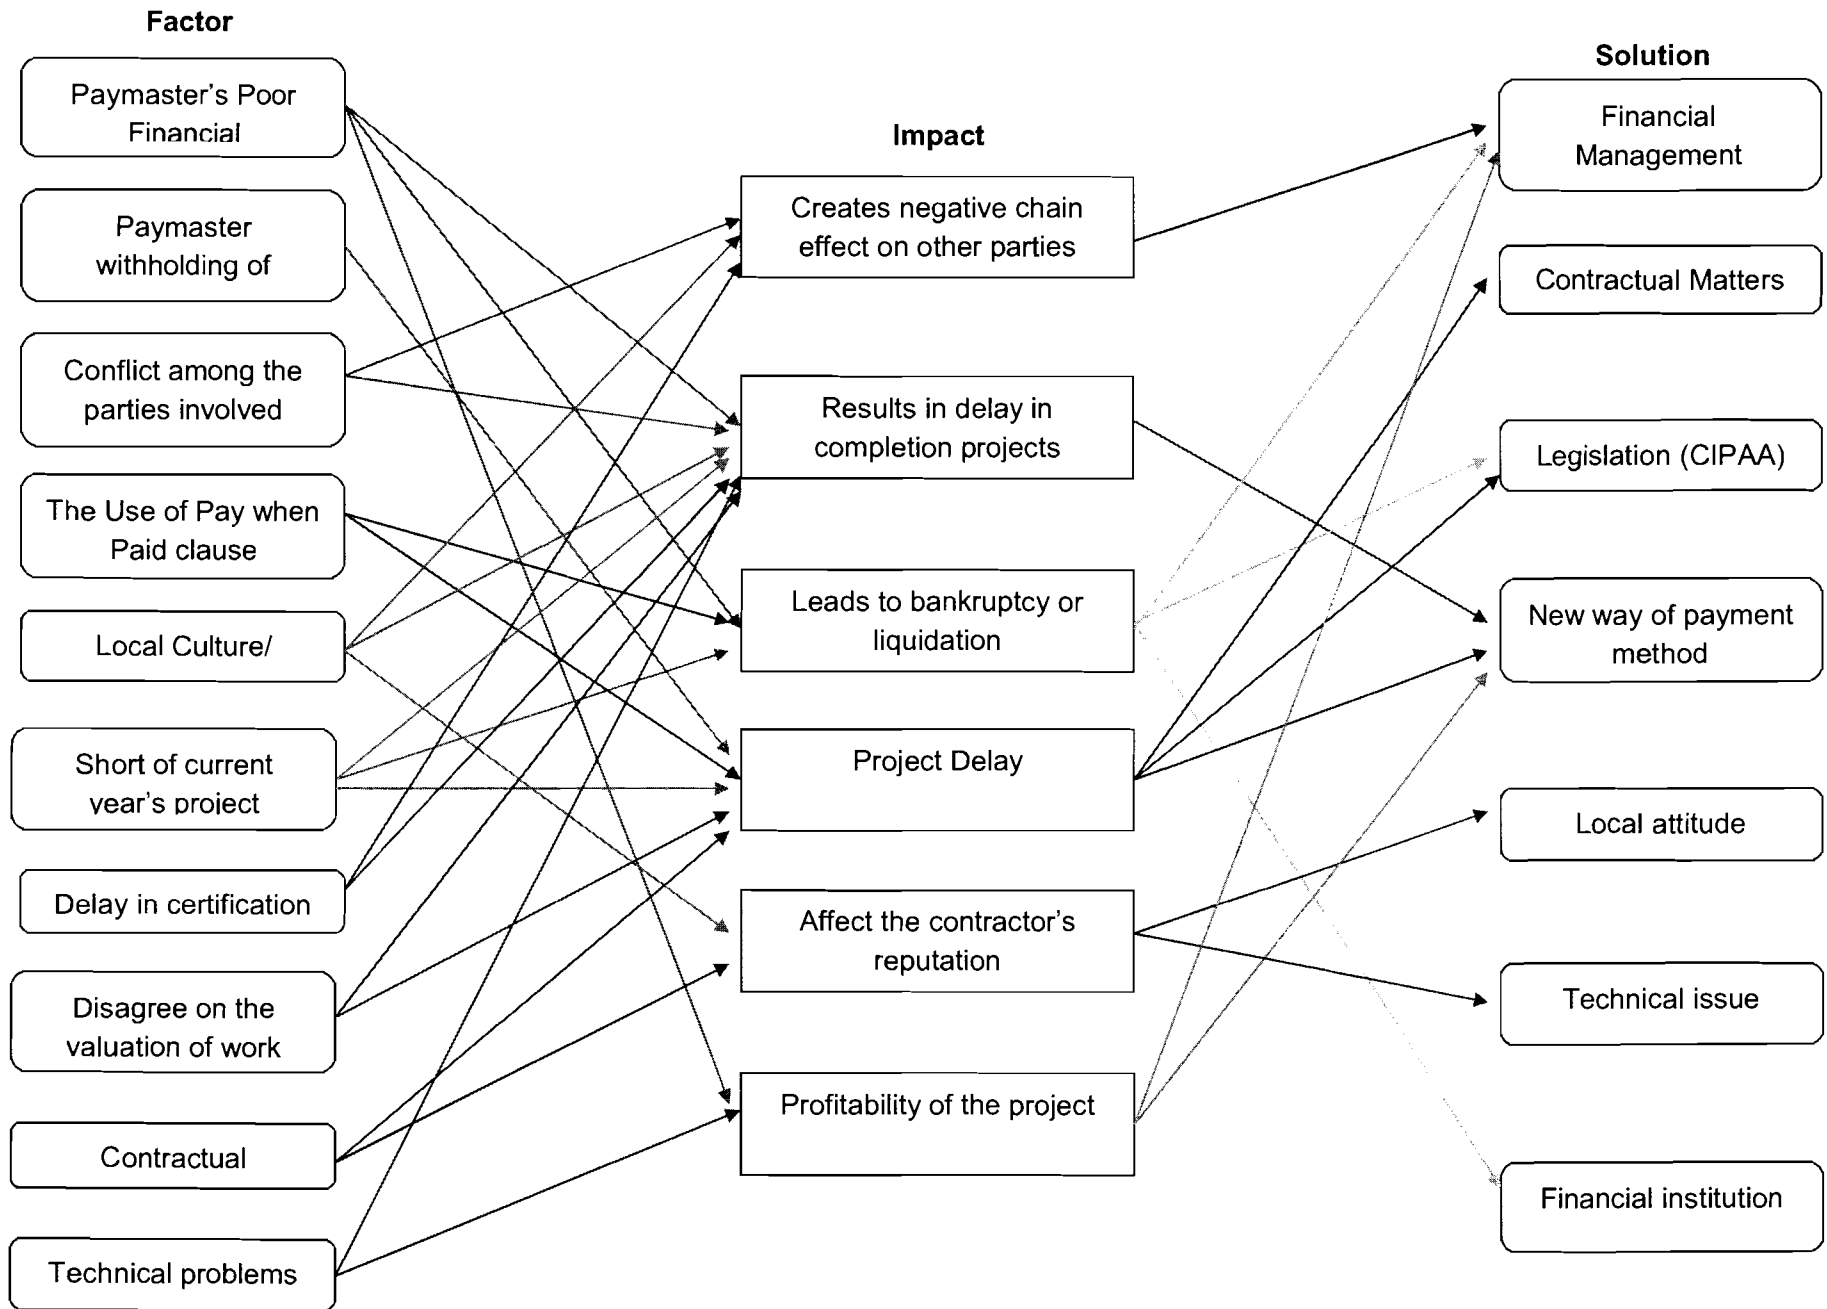 Factor
Paymaster's Poor
Financial
Paymaster
withholding of
Conflict among the
parties involved
The Use of Pay when
Paid clause
Local Culture/
Short of current
year's project
Delay in certification
Disagree on the
valuation of work
Contractual
Technical problems
Impact
Creates negative chain
effect on other parties
Results in delay in
completion projects
Leads to bankruptcy or
liquidation
Project Delay
Affect the contractor's
reputation
Profitability of the project
Solution
Financial
Management
Contractual Matters
Legislation (CIPAA)
New way of payment
method
Local attitude
Technical issue
Financial institution